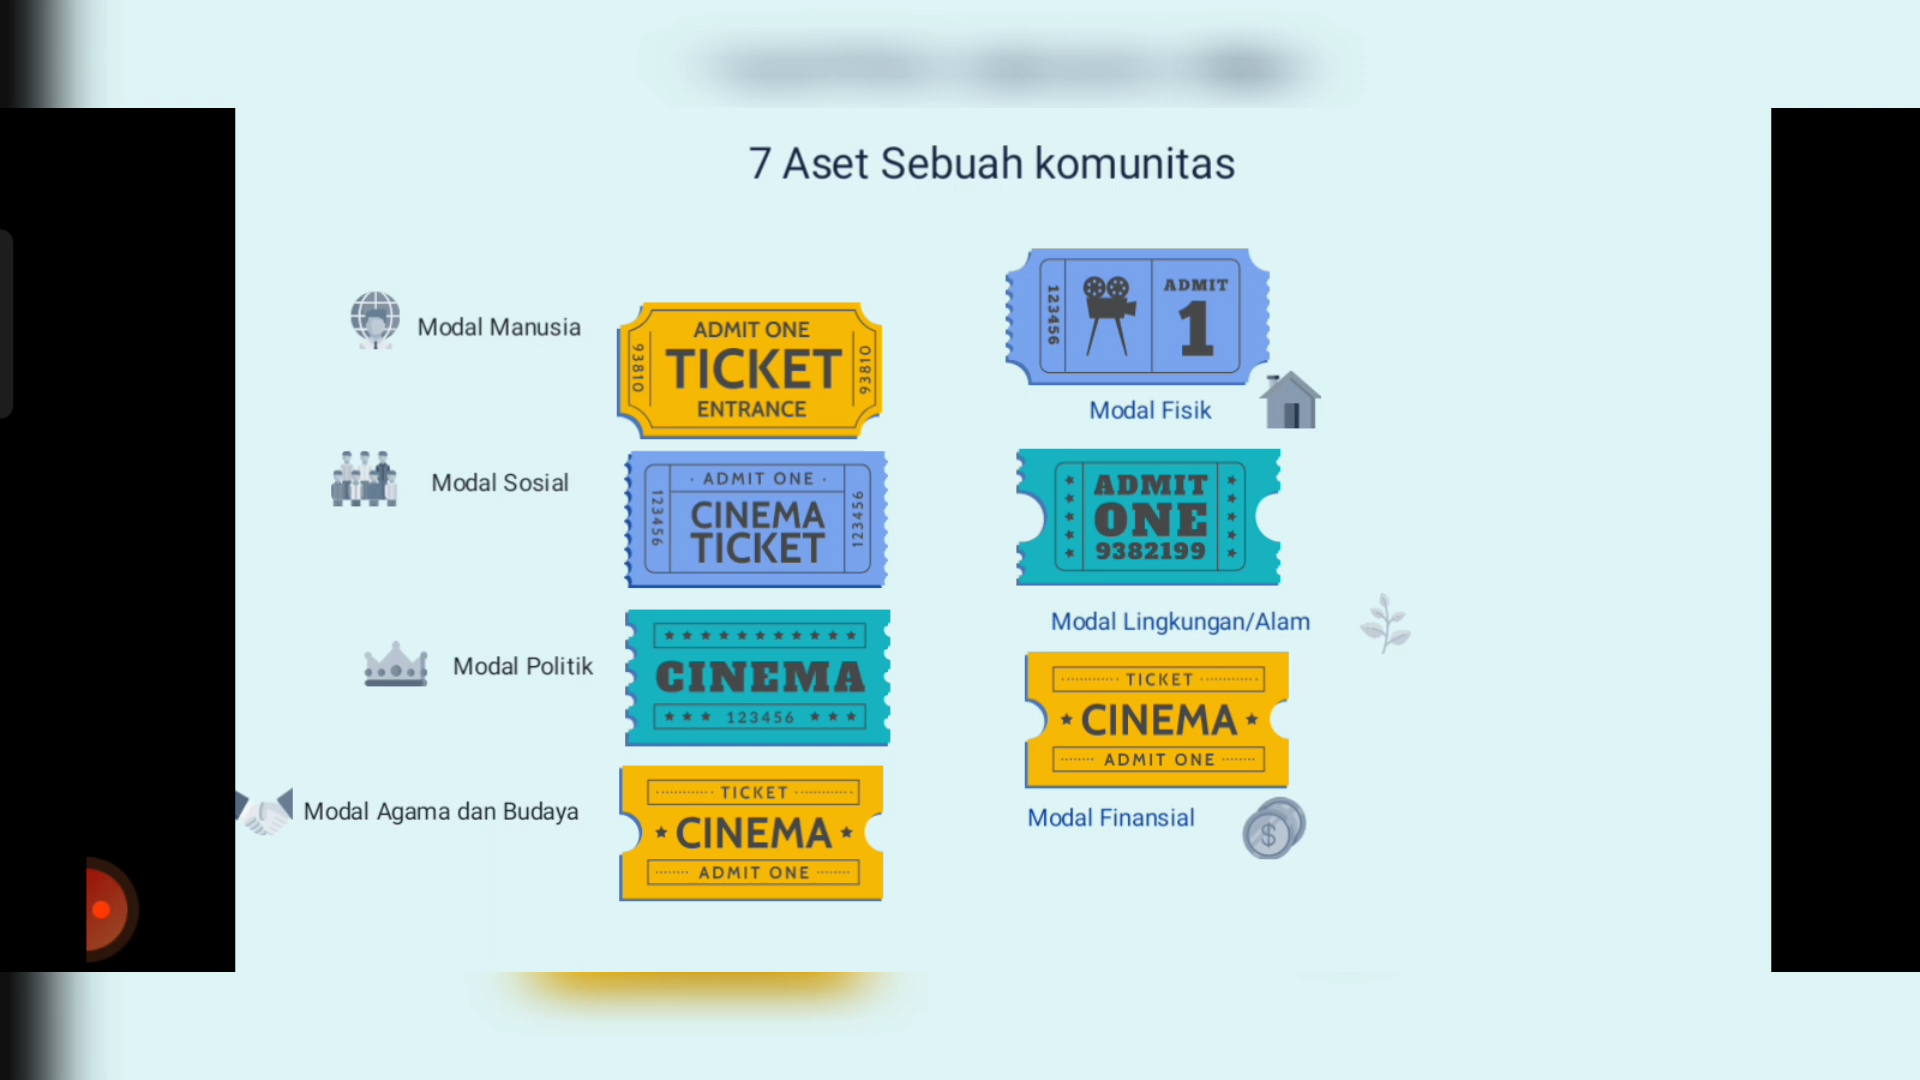 7 Aset Sebuah komunitas
Modal Manusia
ADMIT ONE
TICKET
ENTRANCE
93810
93810
Modal Sosial
· ADMIT ONE ·
CINEMA
TICKET
123456
123456
Modal Politik
CINEMA
123456
Modal Agama dan Budaya
TICKET
CINEMA
ADMIT ONE
123456
ADMIT
1
Modal Fisik
ADMIT
ONE
9382199
Modal Lingkungan/Alam
TICKET
CINEMA
ADMIT ONE
Modal Finansial
$